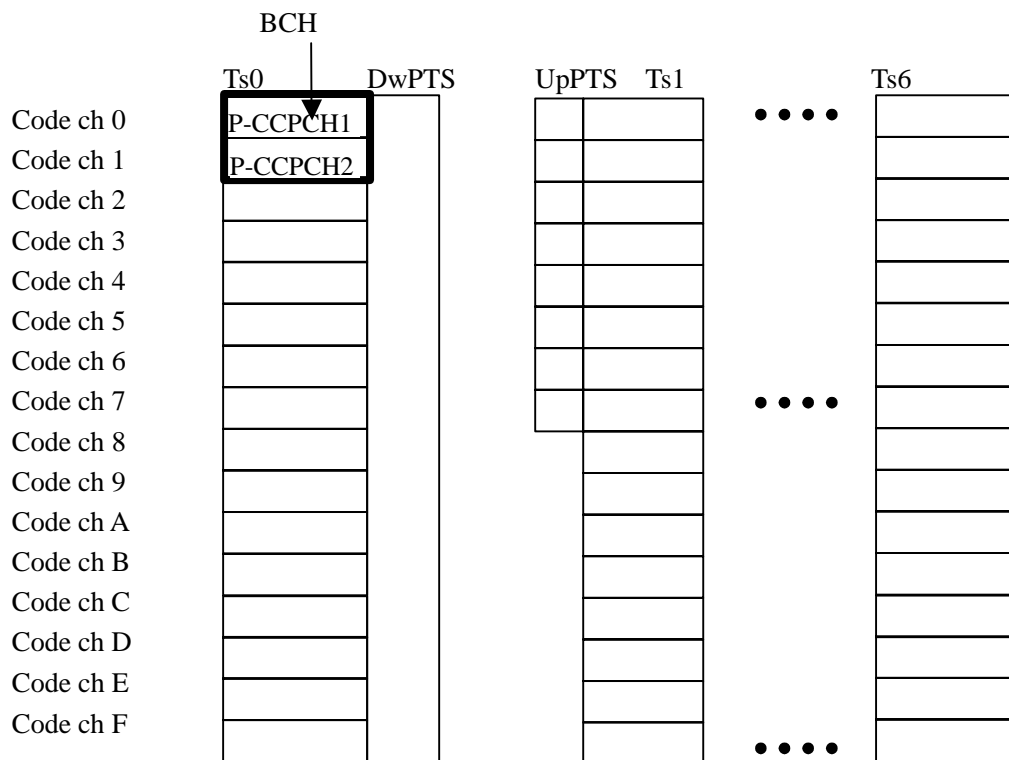 BCH
Ts0 DwPTS UpPTS Ts1 Ts6
Code ch 0 P-CCPCH1
Code ch 1 P-CCPCH2
Code ch 2
Code ch 3
Code ch 4
Code ch 5
Code ch 6
Code ch 7
Code ch 8
Code ch 9
Code ch A
Code ch B
Code ch C
Code ch D
Code ch E
Code ch F